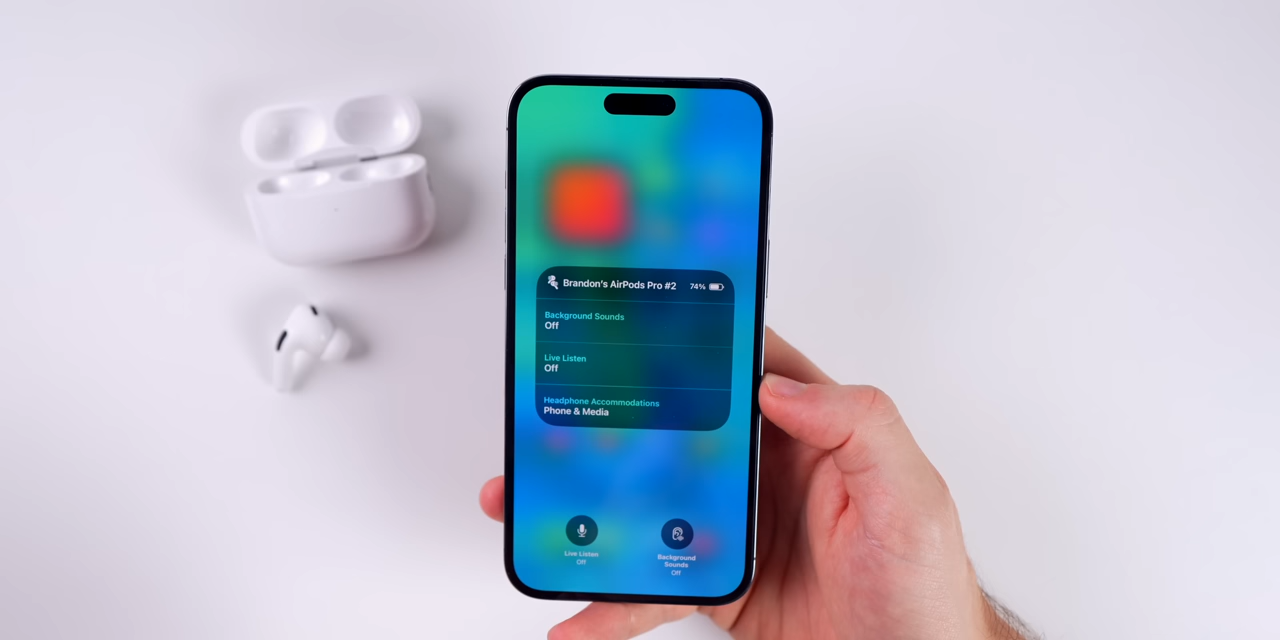 Brandon's AirPods Pro #2 74%
Background Sounds
Off
Live Listen
Off
Headphone Accommodations
Phone & Media
Live Listen
Off
Background
Sounds
Off